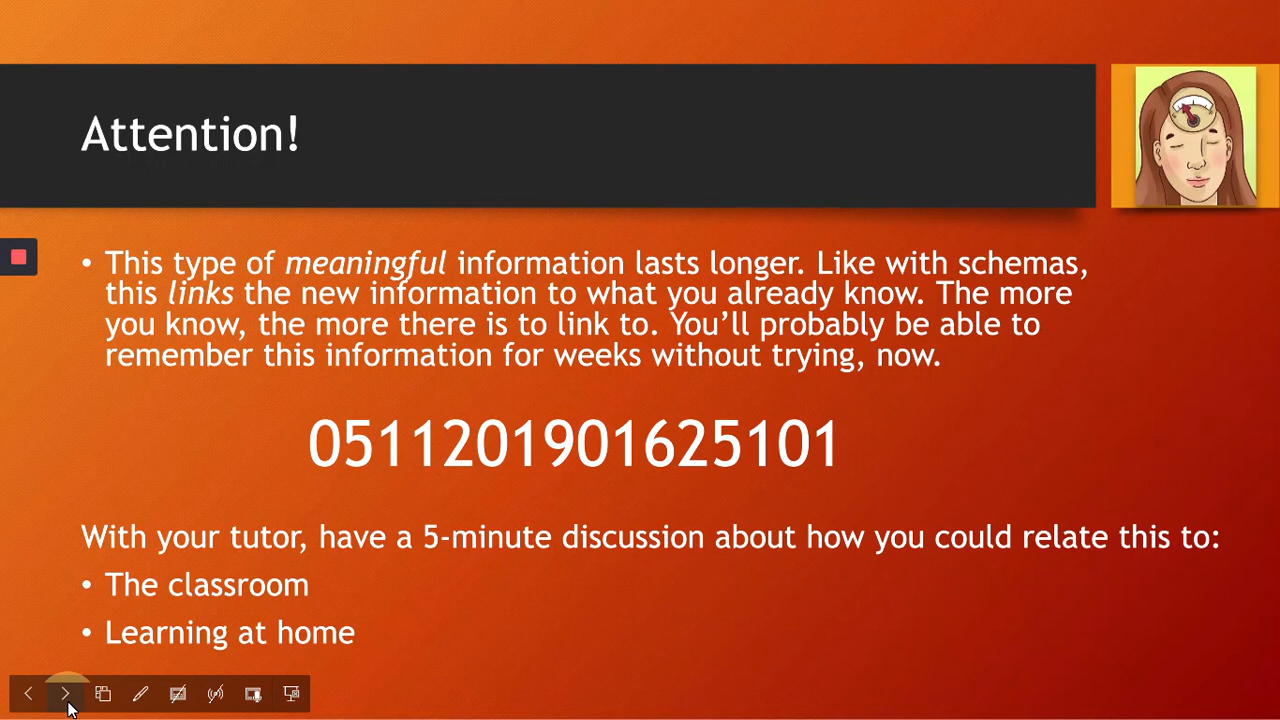 Attention!
• This type of meaningful information lasts longer. Like with schemas,
this links the new information to what you already know. The more
you know, the more there is to link to. You’ll probably be able to
remember this information for weeks without trying, now.
0511201901625101
With your tutor, have a 5-minute discussion about how you could relate this to:
• The classroom
• Learning at home